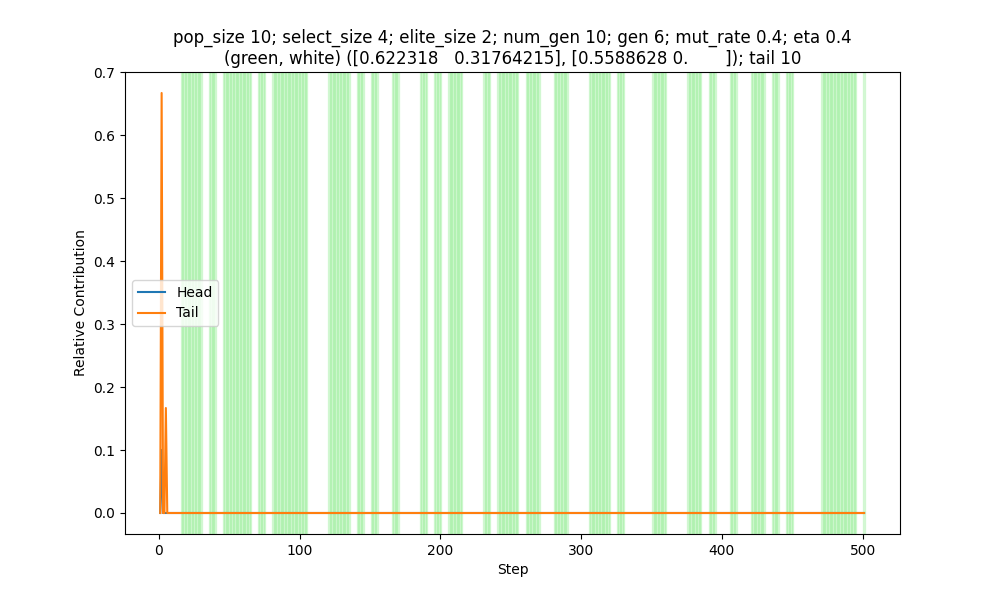 pop_size 10; select_size 4; elite_size 2; num_gen 10; gen 6; mut_rate 0.4; eta 0.4
(green, white) ([0.622318   0.31764215], [0.5588628 0.        ]); tail 10
0.7
0.6
0.5
0.4
0.3
0.2
0.1
0.0
Relative Contribution
Head
Tail
0
100
200
300
400
500
Step